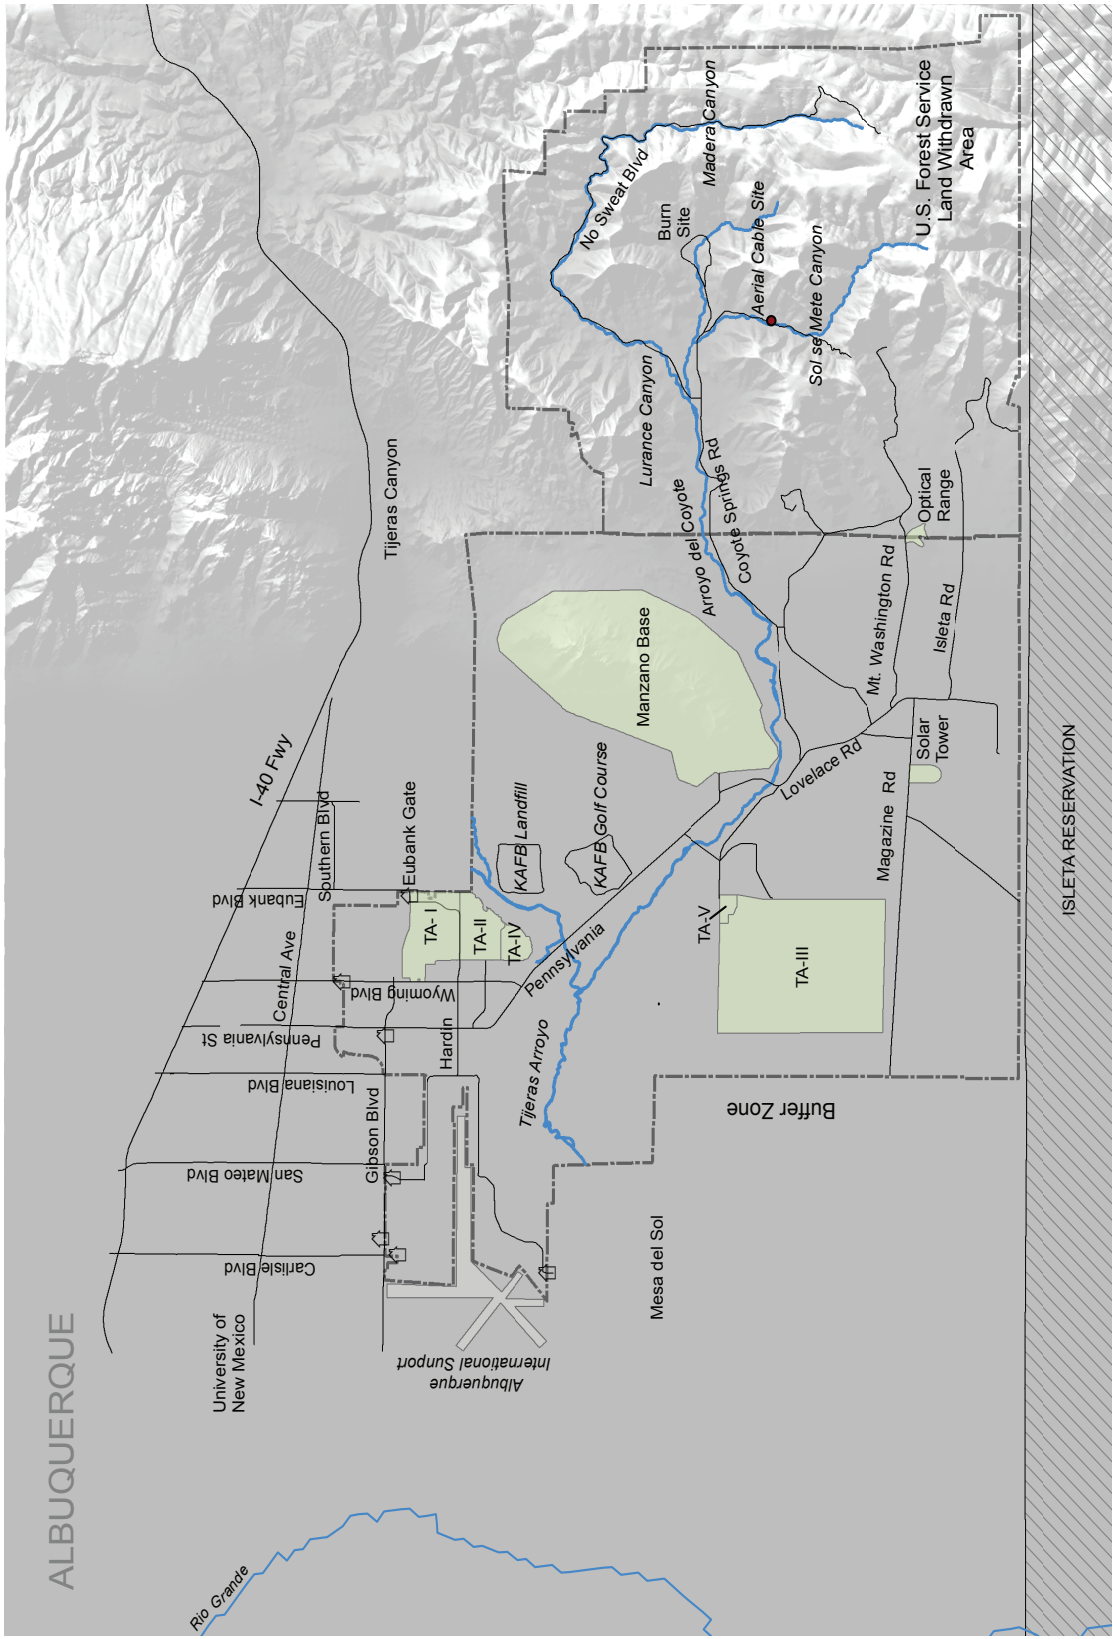 ALBUQUERQUE
Rio Grande
University of
New Mexico
Carlisle Blvd
San Mateo Blvd
Louisiana Blvd
Pennsylvania St
Wyoming Blvd
Eubank Blvd
Central Ave
Southern Blvd
I-40 Fwy
Tijeras Canyon
Gibson Blvd
Hardin
Eubank Gate
Albuquerque
International Sunport
TA- I
TA-II
TA-IV
KAFB Landfill
KAFB Golf Course
Pennsylvania
Tijeras Arroyo
Mesa del Sol
Buffer Zone
Manzano Base
TA-V
TA-III
Lovelace Rd
Magazine Rd
Solar
Tower
Mt. Washington Rd
Isleta Rd
Optical
Range
Arroyo del Coyote
Coyote Springs Rd
Lurance Canyon
No Sweat Blvd
Burn
Site
Madera Canyon
Aerial Cable Site
Sol se Mete Canyon
U.S. Forest Service
Land Withdrawn
Area
ISLETA RESERVATION